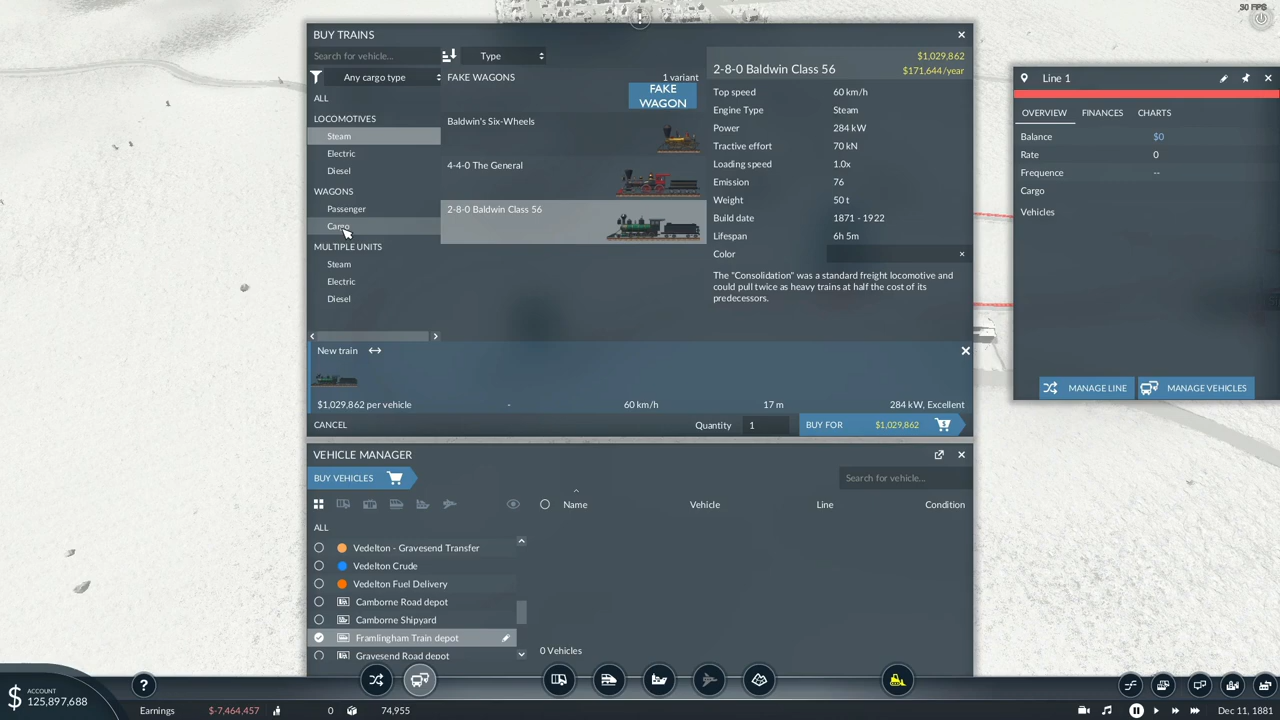 30 FPS
BUY TRAINS
Search for vehicle...
Type
Any cargo type
FAKE WAGONS
1 variant
FAKE WAGON
ALL
LOCOMOTIVES
Steam
Electric
Diesel
WAGONS
Passenger
Cargo
MULTIPLE UNITS
Steam
Electric
Diesel
Baldwin's Six-Wheels
4-4-0 The General
2-8-0 Baldwin Class 56
$1,029,862
2-8-0 Baldwin Class 56
$171,644/year
Top speed 60 km/h
Engine Type Steam
Power 284 kW
Tractive effort 70 kN
Loading speed 1.0x
Emission 76
Weight 50 t
Build date 1871 - 1922
Lifespan 6h 5m
Color
The "Consolidation" was a standard freight locomotive and
could pull twice as heavy trains at half the cost of its
predecessors.
New train
$1,029,862 per vehicle - 60 km/h 17 m 284 kW, Excellent
CANCEL
Quantity 1
BUY FOR $1,029,862
VEHICLE MANAGER
BUY VEHICLES
Search for vehicle...
Name Vehicle Line Condition
ALL
Vedelton - Gravesend Transfer
Vedelton Crude
Vedelton Fuel Delivery
Camborne Road depot
Camborne Shipyard
Framlingham Train depot
Gravesend Road depot
0 Vehicles
Line 1
OVERVIEW FINANCES CHARTS
Balance $0
Rate 0
Frequency --
Cargo
Vehicles
MANAGE LINE
MANAGE VEHICLES
$ ACCOUNT
125,897,688
?
Earnings $-7,464,457 0 74,955
Dec 11, 1881